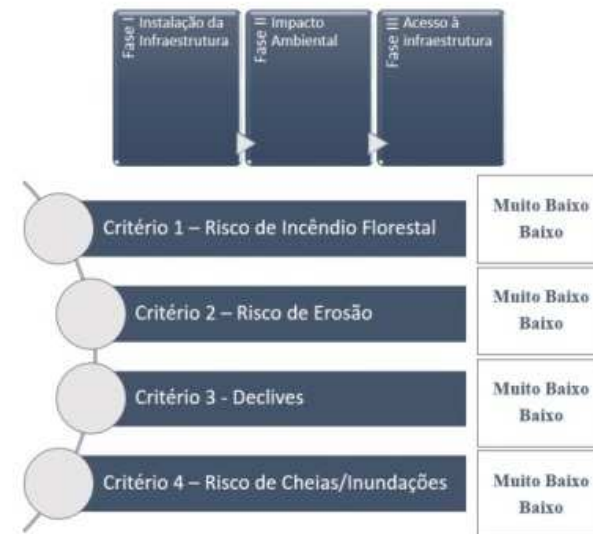 Fase I
Instalação da
Infraestrutura
Fase II
Impacto
Ambiental
Fase III
Acesso à
infraestrutura
Critério 1 – Risco de Incêndio Florestal
Muito Baixo
Baixo
Critério 2 – Risco de Erosão
Muito Baixo
Baixo
Critério 3 - Declives
Muito Baixo
Baixo
Critério 4 – Risco de Cheias/Inundações
Muito Baixo
Baixo